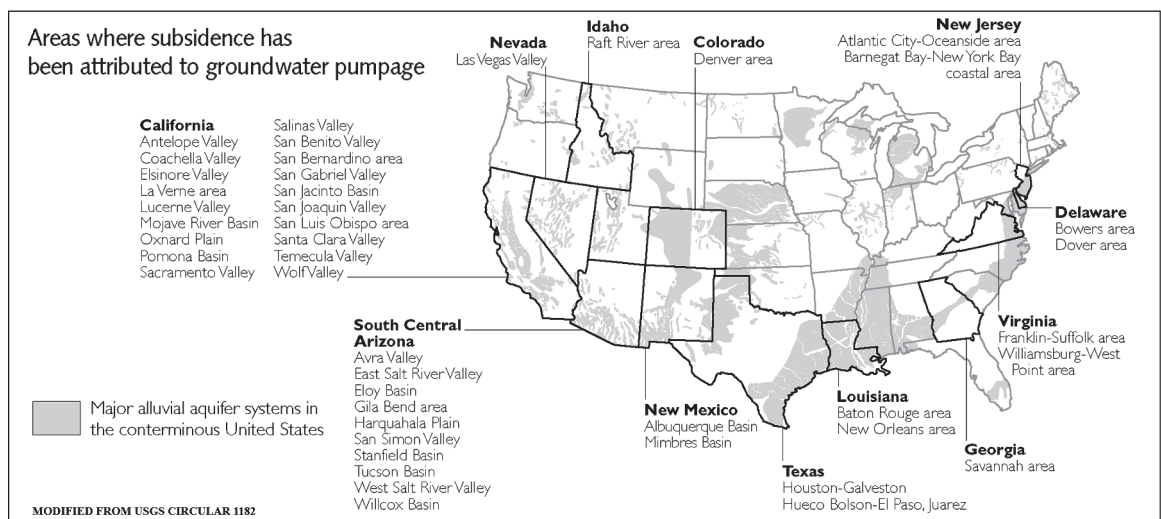 Areas where subsidence has
been attributed to groundwater pumpage
Nevada
Las Vegas Valley
Idaho
Raft River area
Colorado
Denver area
New Jersey
Atlantic City-Oceanside area
Barnegat Bay-New York Bay
coastal area
California
Antelope Valley
Coachella Valley
Elsinore Valley
La Verne area
Lucerne Valley
Mojave River Basin
Oxnard Plain
Pomona Basin
Sacramento Valley
Salinas Valley
San Benito Valley
San Bernardino area
San Gabriel Valley
San Jacinto Basin
San Joaquin Valley
San Luis Obispo area
Santa Clara Valley
Temecula Valley
Wolf Valley
Delaware
Bowers area
Dover area
South Central
Arizona
Avra Valley
East Salt River Valley
Eloy Basin
Gila Bend area
Harquahala Plain
San Simon Valley
Stanfield Basin
Tucson Basin
West Salt River Valley
Willcox Basin
Virginia
Franklin-Suffolk area
Williamsburg-West
Point area
New Mexico
Albuquerque Basin
Mimbres Basin
Louisiana
Baton Rouge area
New Orleans area
Georgia
Savannah area
Texas
Houston-Galveston
Hueco Bolson-El Paso, Juarez
Major alluvial aquifer systems in
the conterminous United States
MODIFIED FROM USGS CIRCULAR 1182